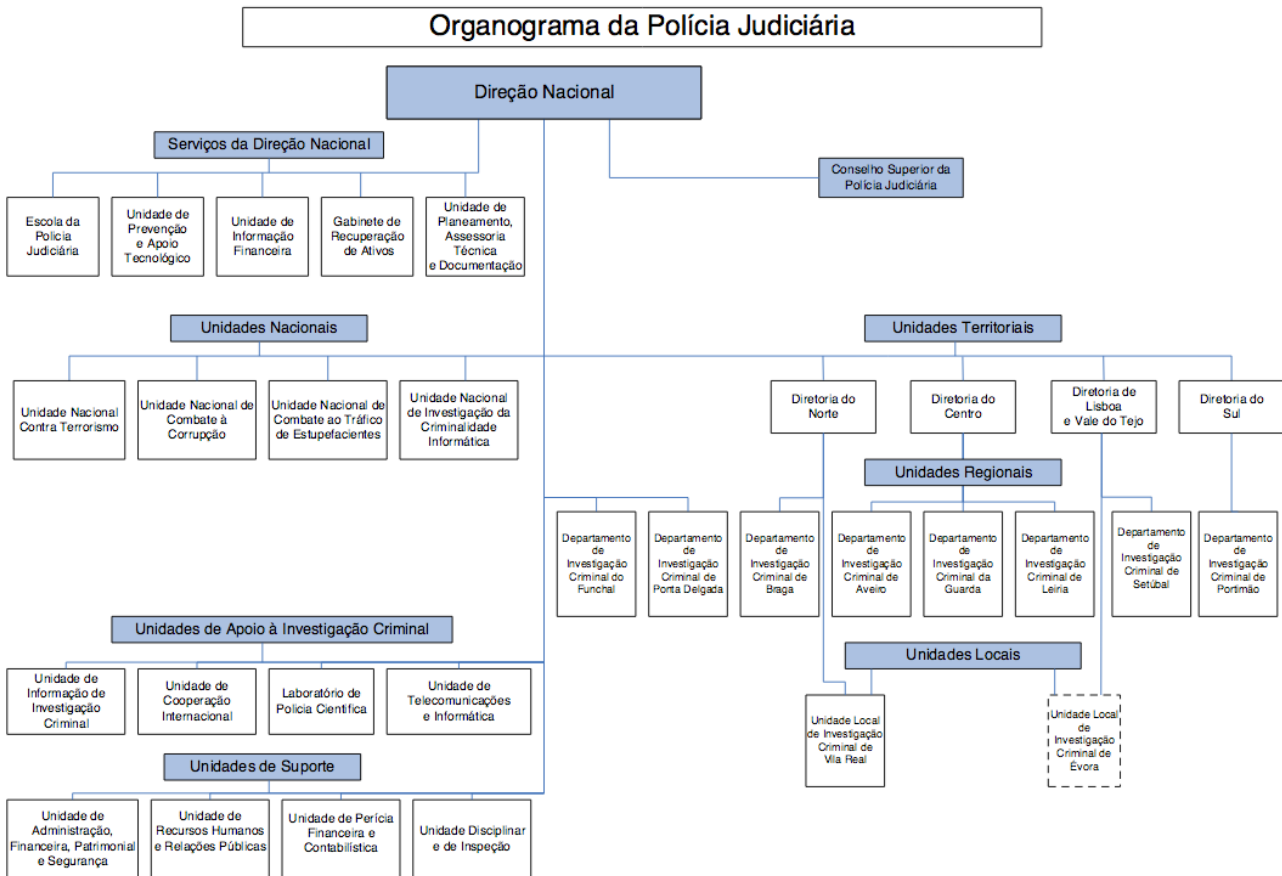 Organograma da Polícia Judiciária
Direção Nacional
Serviços da Direção Nacional
Conselho Superior da
Polícia Judiciária
Escola da
Policia
Judiciária
Unidade de
Prevenção
e Apoio
Tecnológico
Unidade de
Informação
Financeira
Gabinete de
Recuperação
de Ativos
Unidade de
Planeamento,
Assessoria
Técnica
e Documentação
Unidades Nacionais
Unidades Territoriais
Unidade Nacional
Contra Terrorismo
Unidade Nacional de
Combate à
Corrupção
Unidade Nacional de
Combate ao Tráfico
de Estupefacientes
Unidade Nacional
de Investigação da
Criminalidade
Informática
Diretoria do
Norte
Diretoria do
Centro
Diretoria de
Lisboa
e Vale do Tejo
Diretoria do
Sul
Unidades Regionais
Departamento
de
Investigação
Criminal do
Funchal
Departamento
de
Investigação
Criminal de
Ponta Delgada
Departamento
de
Investigação
Criminal de
Braga
Departamento
de
Investigação
Criminal de
Aveiro
Departamento
de
Investigação
Criminal da
Guarda
Departamento
de
Investigação
Criminal de
Leiria
Departamento
de
Investigação
Criminal de
Setúbal
Departamento
de
Investigação
Criminal de
Portimão
Unidades de Apoio à Investigação Criminal
Unidades Locais
Unidade de
Informação de
Investigação
Criminal
Unidade de
Cooperação
Internacional
Laboratório de
Policia Cientifica
Unidade de
Telecomunicações
e Informática
Unidade Local
de Investigação
Criminal de
Vila Real
Unidade Local
de
Investigação
Criminal de
Évora
Unidades de Suporte
Unidade de
Administração,
Financeira, Patrimonial
e Segurança
Unidade de
Recursos Humanos
e Relações Públicas
Unidade de Perícia
Financeira e
Contabilística
Unidade Disciplinar
e de Inspeção